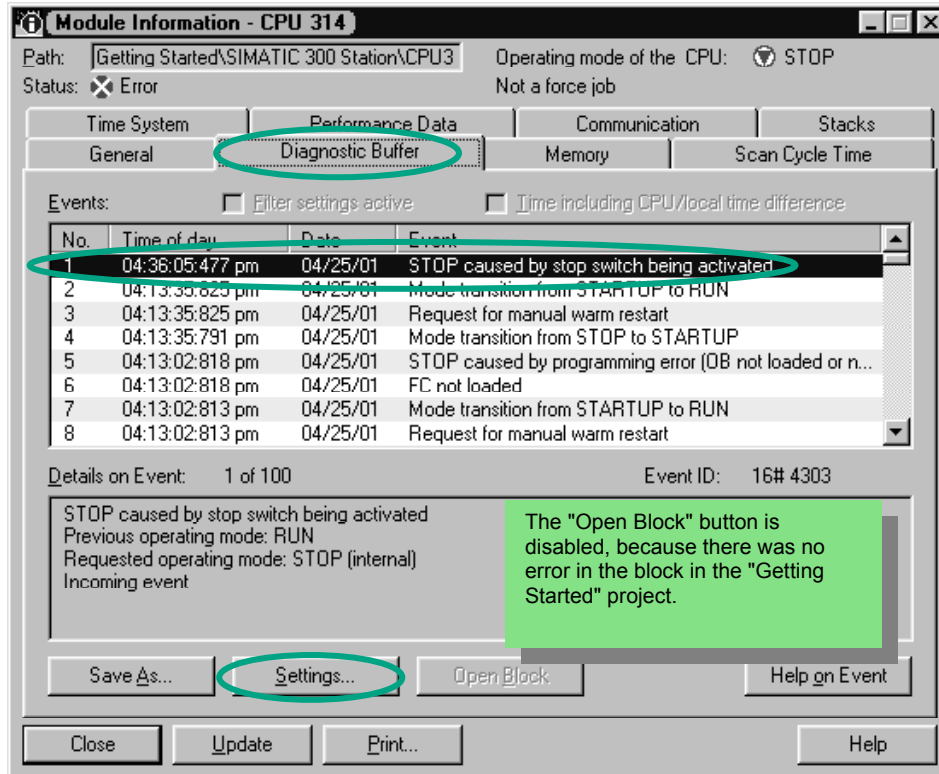 Module Information - CPU 314
Path: Getting Started\SIMATIC 300 Station\CPU3 Operating mode of the CPU: STOP
Status: Error Not a force job
Time System Performance Data Communication Stacks
General Diagnostic Buffer Memory Scan Cycle Time
Events: Filter settings active Time including CPU/local time difference
No. Time of day Date Event
1 04:36:05:477 pm 04/25/01 STOP caused by stop switch being activated
2 04:13:35:825 pm 04/25/01 Mode transition from STARTUP to RUN
3 04:13:35:825 pm 04/25/01 Request for manual warm restart
4 04:13:35:791 pm 04/25/01 Mode transition from STOP to STARTUP
5 04:13:02:818 pm 04/25/01 STOP caused by programming error (OB not loaded or n...
6 04:13:02:818 pm 04/25/01 FC not loaded
7 04:13:02:813 pm 04/25/01 Mode transition from STARTUP to RUN
8 04:13:02:813 pm 04/25/01 Request for manual warm restart
Details on Event: 1 of 100 Event ID: 16# 4303
STOP caused by stop switch being activated
Previous operating mode: RUN
Requested operating mode: STOP (internal)
Incoming event
The "Open Block" button is
disabled, because there was no
error in the block in the "Getting
Started" project.
Save As... Settings... Open Block Help on Event
Close Update Print... Help